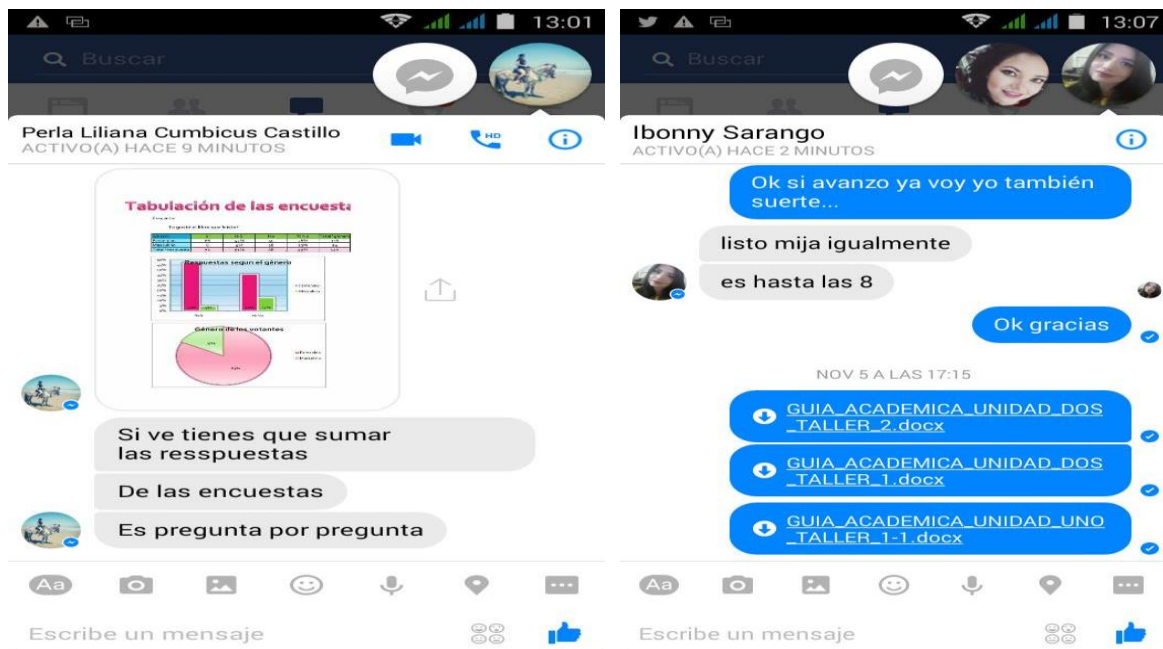 13:01
Buscar
Perla Liliana Cumbicus Castillo
ACTIVO(A) HACE 9 MINUTOS
HD
Tabulación de las encuesta
Respuestas segun el género
Género de los votantes
Si ve tienes que sumar
las resspuestas
De las encuestas
Es pregunta por pregunta
Aa
Escribe un mensaje
13:07
Buscar
Ibonny Sarango
ACTIVO(A) HACE 2 MINUTOS
Ok si avanzo ya voy yo también
suerte...
listo mija igualmente
es hasta las 8
Ok gracias
NOV 5 A LAS 17:15
GUIA_ACADEMICA_UNIDAD_DOS
_TALLER_2.docx
GUIA_ACADEMICA_UNIDAD_DOS
_TALLER_1.docx
GUIA_ACADEMICA_UNIDAD_UNO
_TALLER_1-1.docx
Aa
Escribe un mensaje